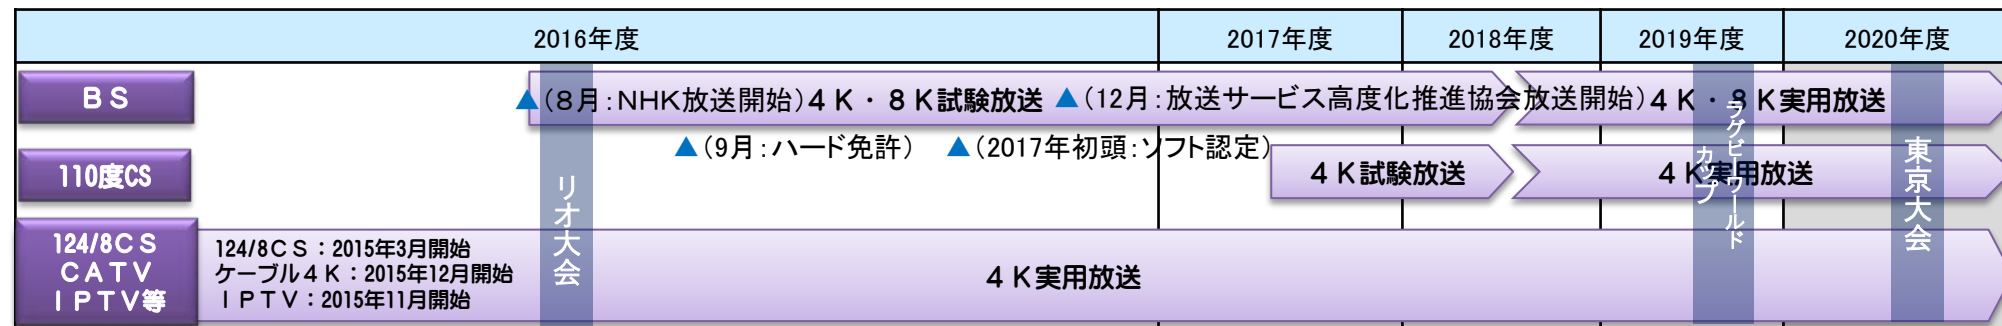 2016年度 2017年度 2018年度 2019年度 2020年度
BS
▲(8月:NHK放送開始)4K・8K試験放送 ▲(12月:放送サービス高度化推進協会放送開始)4K・8K実用放送
▲(9月:ハード免許) ▲(2017年初頭:ソフト認定)
110度CS
4K試験放送
4K実用放送
124/8CS
CATV
IPTV等
124/8CS:2015年3月開始
ケーブル4K:2015年12月開始
IPTV:2015年11月開始
4K実用放送
リオ大会
ラグビーワールド
カップ
東京大会